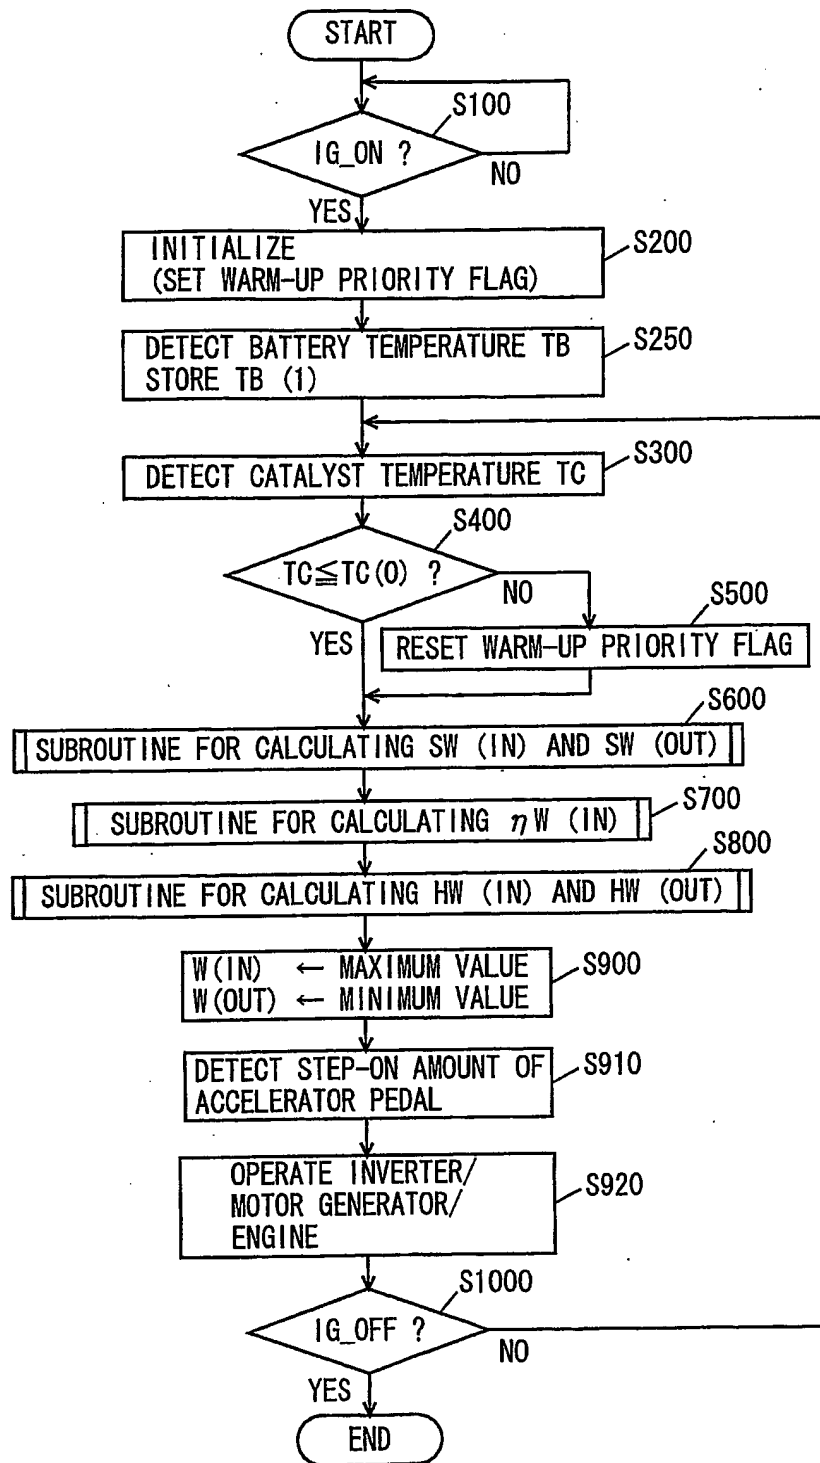 START
S100
IG_ON ?
NO
YES
INITIALIZE
(SET WARM-UP PRIORITY FLAG)
S200
DETECT BATTERY TEMPERATURE TB
STORE TB (1)
S250
DETECT CATALYST TEMPERATURE TC
S300
S400
TC≦TC(0) ?
NO
YES
S500
RESET WARM-UP PRIORITY FLAG
S600
SUBROUTINE FOR CALCULATING SW (IN) AND SW (OUT)
S700
SUBROUTINE FOR CALCULATING ηW (IN)
S800
SUBROUTINE FOR CALCULATING HW (IN) AND HW (OUT)
W(IN) ← MAXIMUM VALUE
W(OUT) ← MINIMUM VALUE
S900
DETECT STEP-ON AMOUNT OF
ACCELERATOR PEDAL
S910
OPERATE INVERTER/
MOTOR GENERATOR/
ENGINE
S920
S1000
IG_OFF ?
NO
YES
END